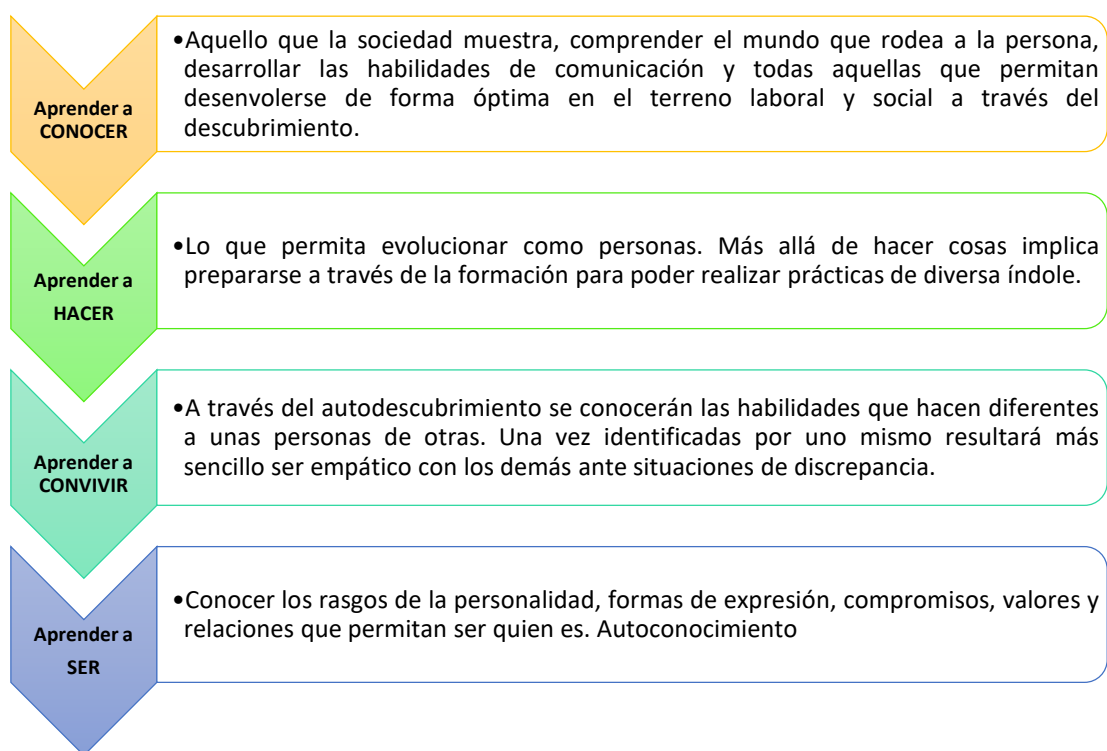 Aprender a
CONOCER
•Aquello que la sociedad muestra, comprender el mundo que rodea a la persona,
desarrollar las habilidades de comunicación y todas aquellas que permitan
desenvolerse de forma óptima en el terreno laboral y social a través del
descubrimiento.
Aprender a
HACER
•Lo que permita evolucionar como personas. Más allá de hacer cosas implica
prepararse a través de la formación para poder realizar prácticas de diversa índole.
Aprender a
CONVIVIR
•A través del autodescubrimiento se conocerán las habilidades que hacen diferentes
a unas personas de otras. Una vez identificadas por uno mismo resultará más
sencillo ser empático con los demás ante situaciones de discrepancia.
Aprender a
SER
•Conocer los rasgos de la personalidad, formas de expresión, compromisos, valores y
relaciones que permitan ser quien es. Autoconocimiento